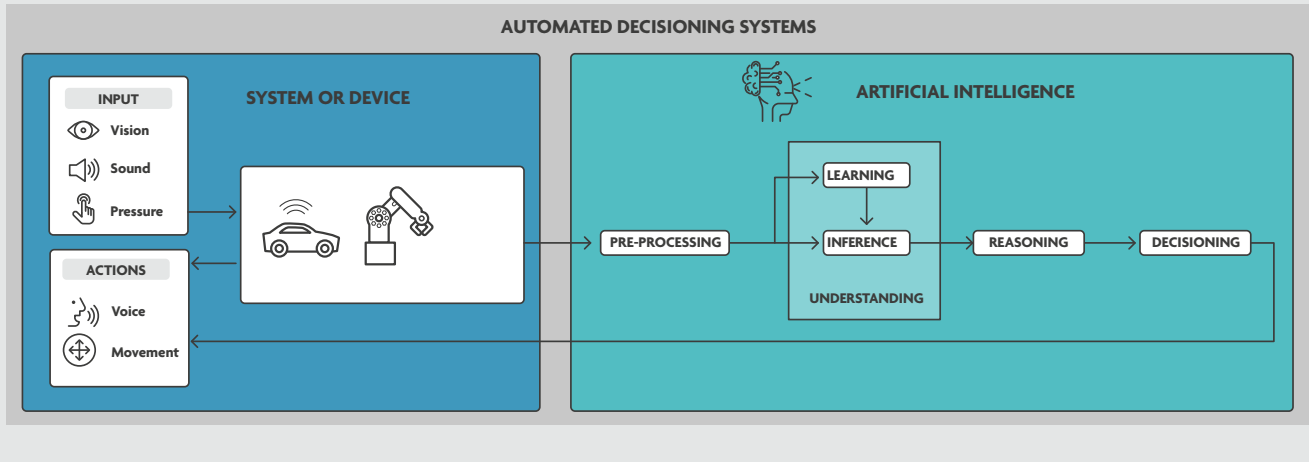 AUTOMATED DECISIONING SYSTEMS
SYSTEM OR DEVICE
INPUT
Vision
Sound
Pressure
ACTIONS
Voice
Movement
ARTIFICIAL INTELLIGENCE
PRE-PROCESSING
LEARNING
INFERENCE
UNDERSTANDING
REASONING
DECISIONING